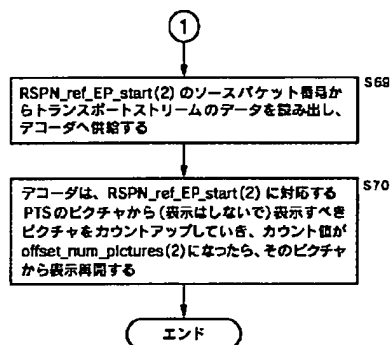 1
S69
RSPN_ref_EP_start(2)のソースパケット番号か
らトランスポートストリームのデータを読み出し、
デコーダへ供給する
S70
デコーダは、RSPN_ref_EP_start(2)に対応する
PTSのピクチャから(表示はしないで)表示すべき
ピクチャをカウントアップしていき、カウント値が
offset_num_pictures(2)になったら、そのピクチャ
から表示再開する
エンド